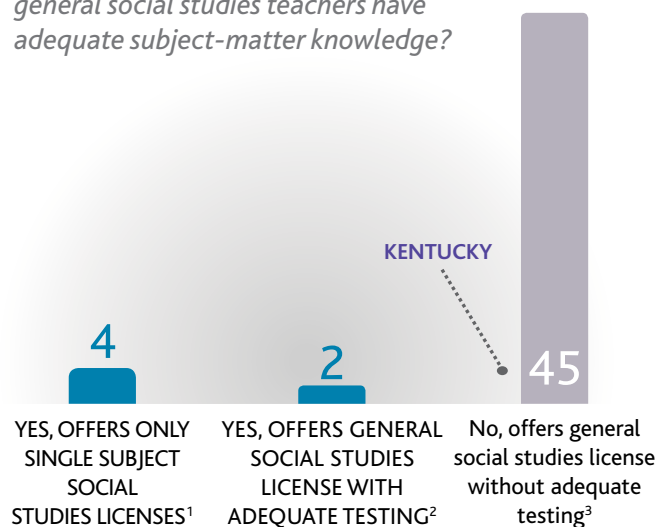 general social studies teachers have
adequate subject-matter knowledge?
KENTUCKY
4
2
45
YES, OFFERS ONLY
SINGLE SUBJECT
SOCIAL
STUDIES LICENSES¹
YES, OFFERS GENERAL
SOCIAL STUDIES
LICENSE WITH
ADEQUATE TESTING²
No, offers general
social studies license
without adequate
testing³